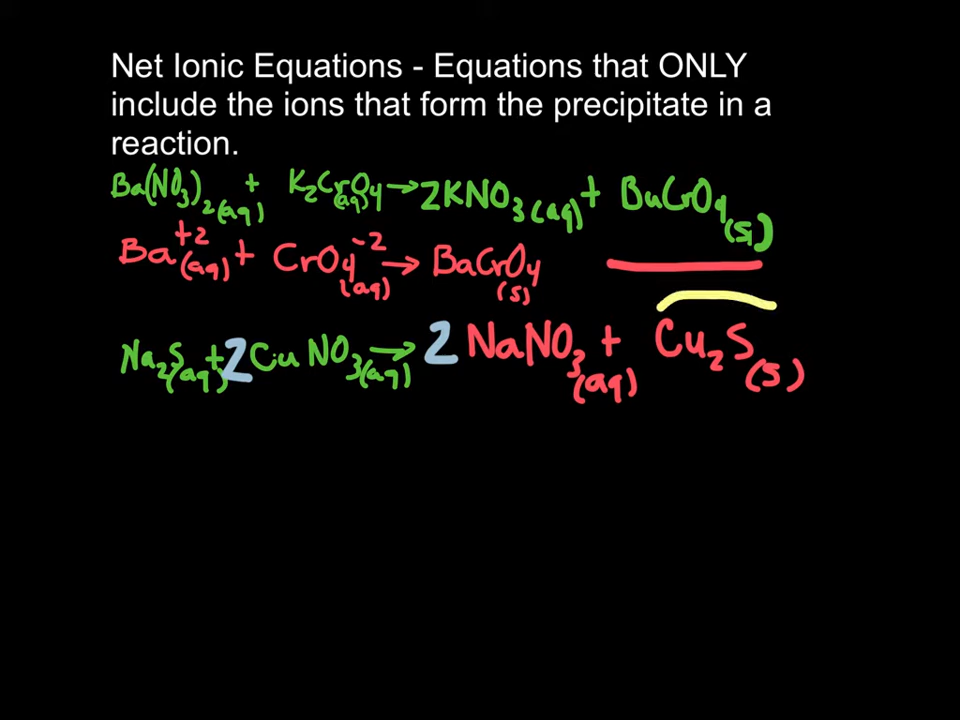 Net Ionic Equations - Equations that ONLY
include the ions that form the precipitate in a
reaction.
Ba(NO₃)₂(aq) + K₂CrO₄(aq) → 2KNO₃(aq) + BaCrO₄(s)
Ba⁺²(aq) + CrO₄⁻²(aq) → BaCrO₄(s)
Na₂S(aq) + 2CuNO₃(aq) → 2NaNO₃(aq) + Cu₂S(s)